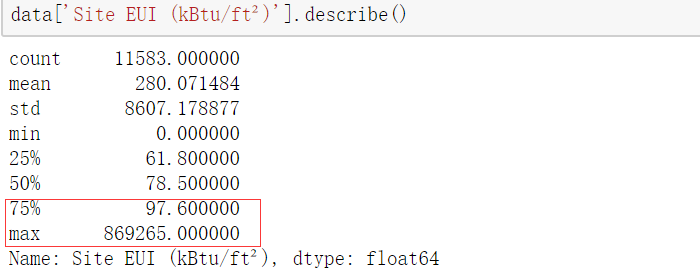 data['Site EUI (kBtu/ft²)'].describe()
count 11583.000000
mean 280.071484
std 8607.178877
min 0.000000
25% 61.800000
50% 78.500000
75% 97.600000
max 869265.000000
Name: Site EUI (kBtu/ft²), dtype: float64